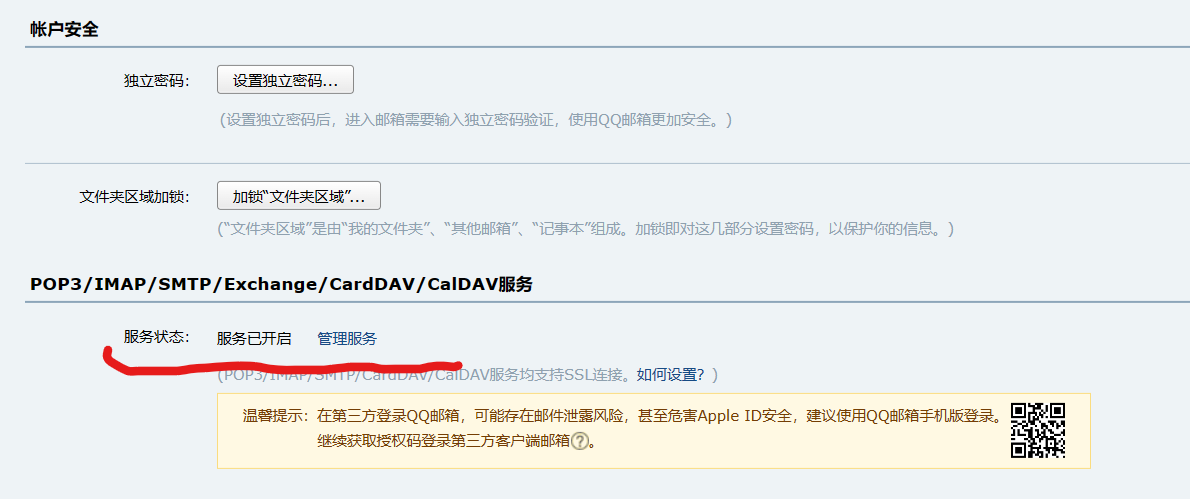 帐户安全
独立密码： 设置独立密码...
(设置独立密码后，进入邮箱需要输入独立密码验证，使用QQ邮箱更加安全。)
文件夹区域加锁： 加锁“文件夹区域”...
(“文件夹区域”是由“我的文件夹”、“其他邮箱”、“记事本”组成。加锁即对这几部分设置密码，以保护你的信息。)
POP3/IMAP/SMTP/Exchange/CardDAV/CalDAV服务
服务状态： 服务已开启 管理服务
(POP3/IMAP/SMTP/CardDAV/CalDAV服务均支持SSL连接。如何设置？)
温馨提示：在第三方登录QQ邮箱，可能存在邮件泄露风险，甚至危害Apple ID安全，建议使用QQ邮箱手机版登录。
继续获取授权码登录第三方客户端邮箱?。